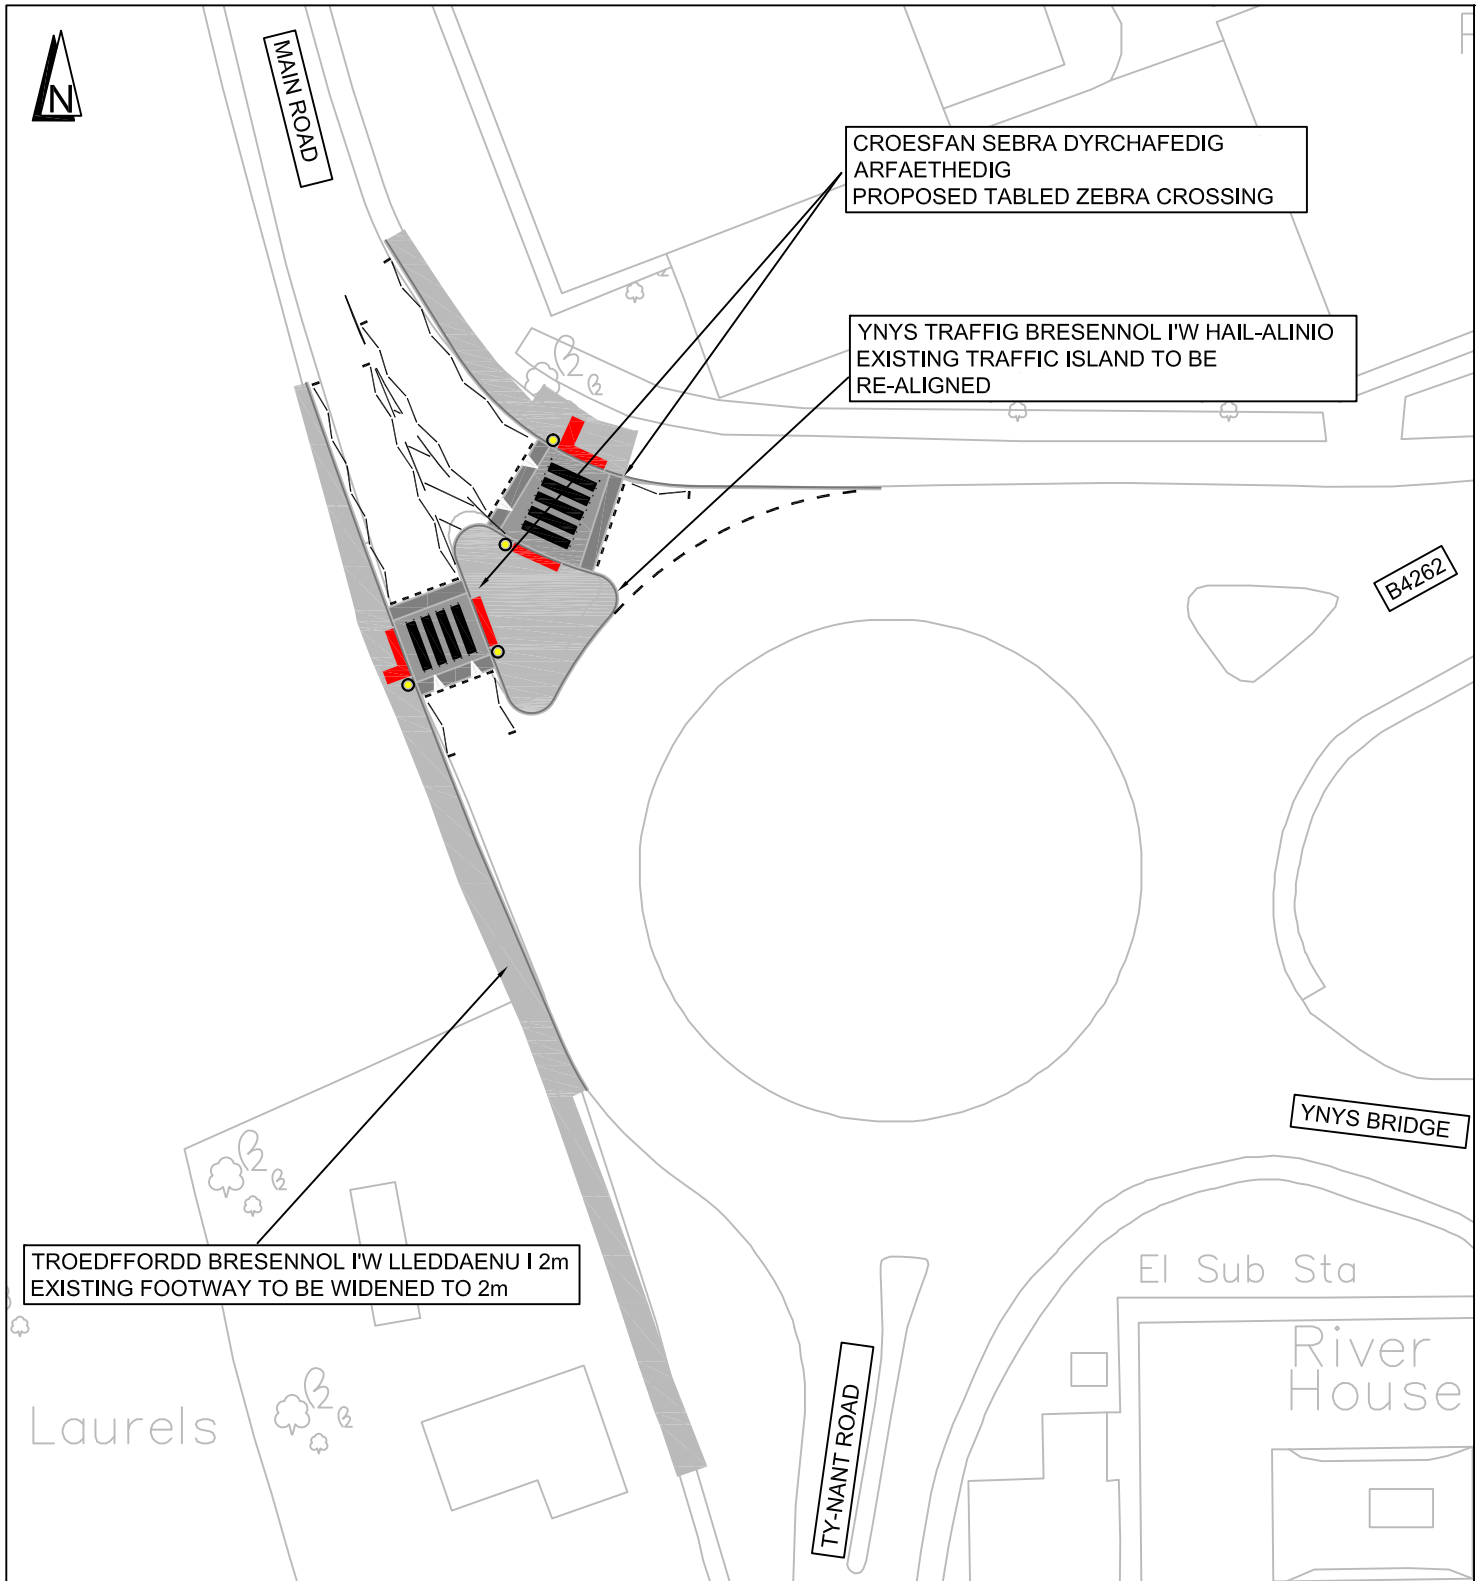 N
MAIN ROAD
CROESFAN SEBRA DYRCHAFEDIG
ARFAETHEDIG
PROPOSED TABLED ZEBRA CROSSING
YNYS TRAFFIG BRESENNOL I'W HAIL-ALINIO
EXISTING TRAFFIC ISLAND TO BE
RE-ALIGNED
B4262
YNYS BRIDGE
TROEDFFORDD BRESENNOL I'W LLEDDAENU I 2m
EXISTING FOOTWAY TO BE WIDENED TO 2m
El Sub Sta
River
House
Laurels
TY-NANT ROAD